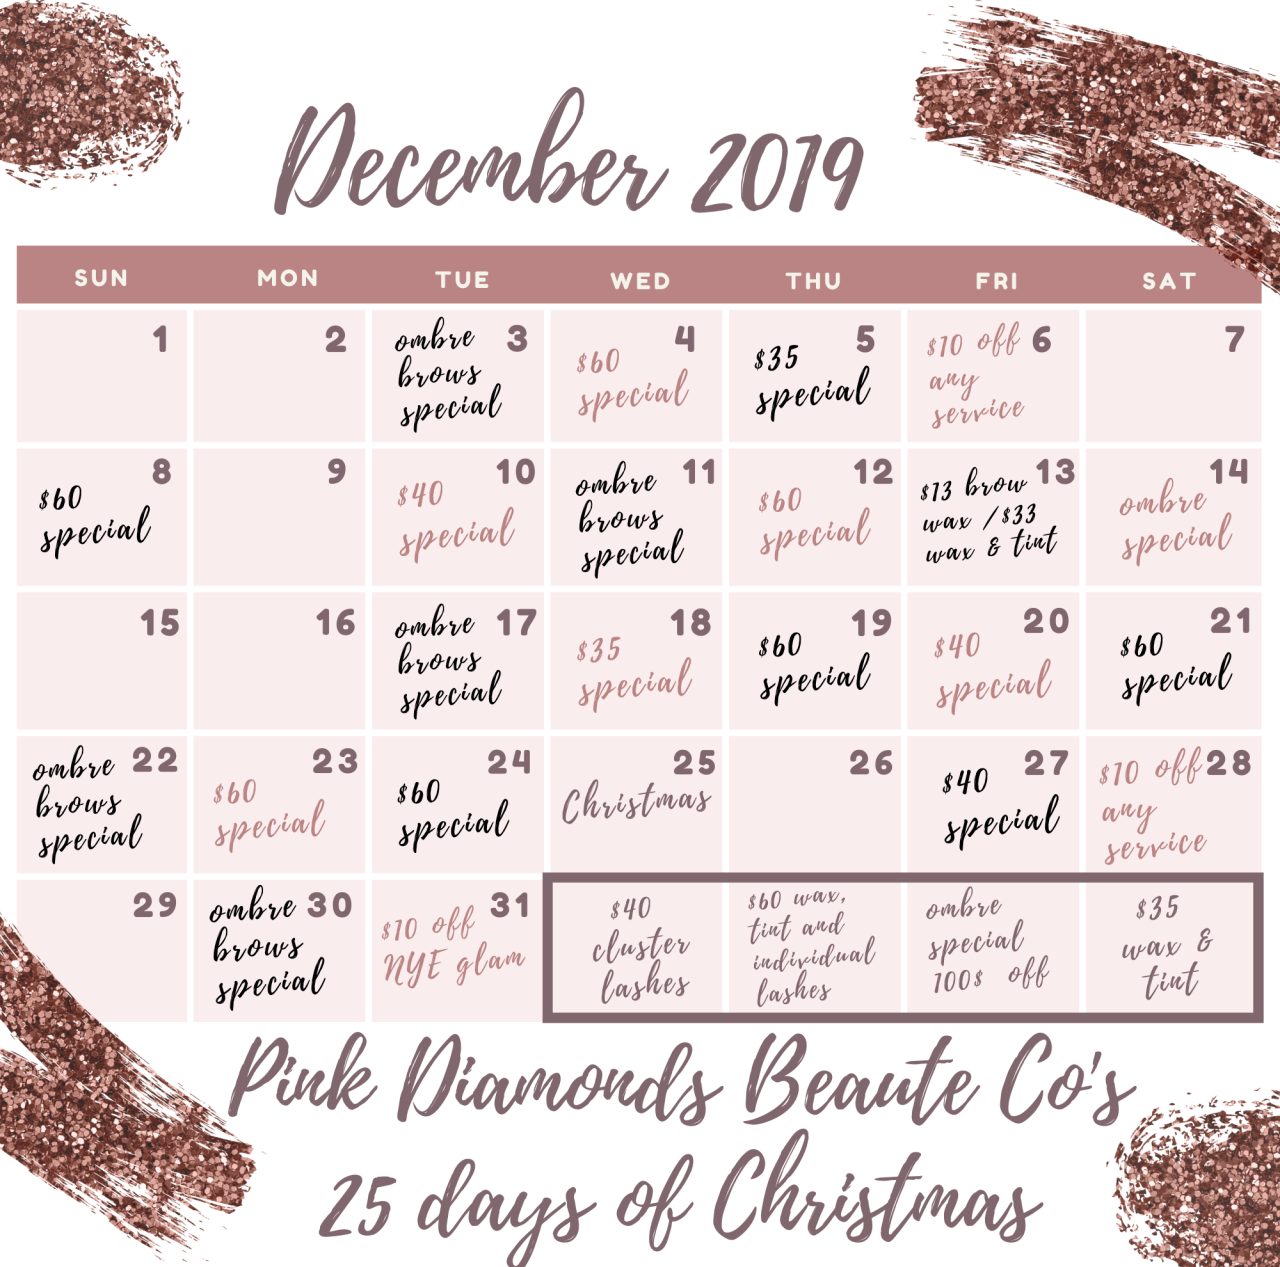 December 2019
SUN MON TUE WED THU FRI SAT
1
2
ombre 3
brows
special
4
$60
special
5
$35
special
$10 off 6
any
service
7
8
$60
special
9
10
$40
special
ombre 11
brows
special
12
$60
special
$13 brow 13
wax /$33
wax & tint
14
ombre
special
15
16
ombre 17
brows
special
18
$35
special
19
$60
special
20
$40
special
21
$60
special
ombre 22
brows
special
23
$60
special
24
$60
special
25
Christmas
26
27
$40
special
$10 off 28
any
service
29
ombre 30
brows
special
31
$10 off
NYE glam
$40
cluster
lashes
$60 wax,
tint and
individual
lashes
ombre
special
100$ off
$35
wax &
tint
Pink Diamonds Beaute Co's
25 days of Christmas